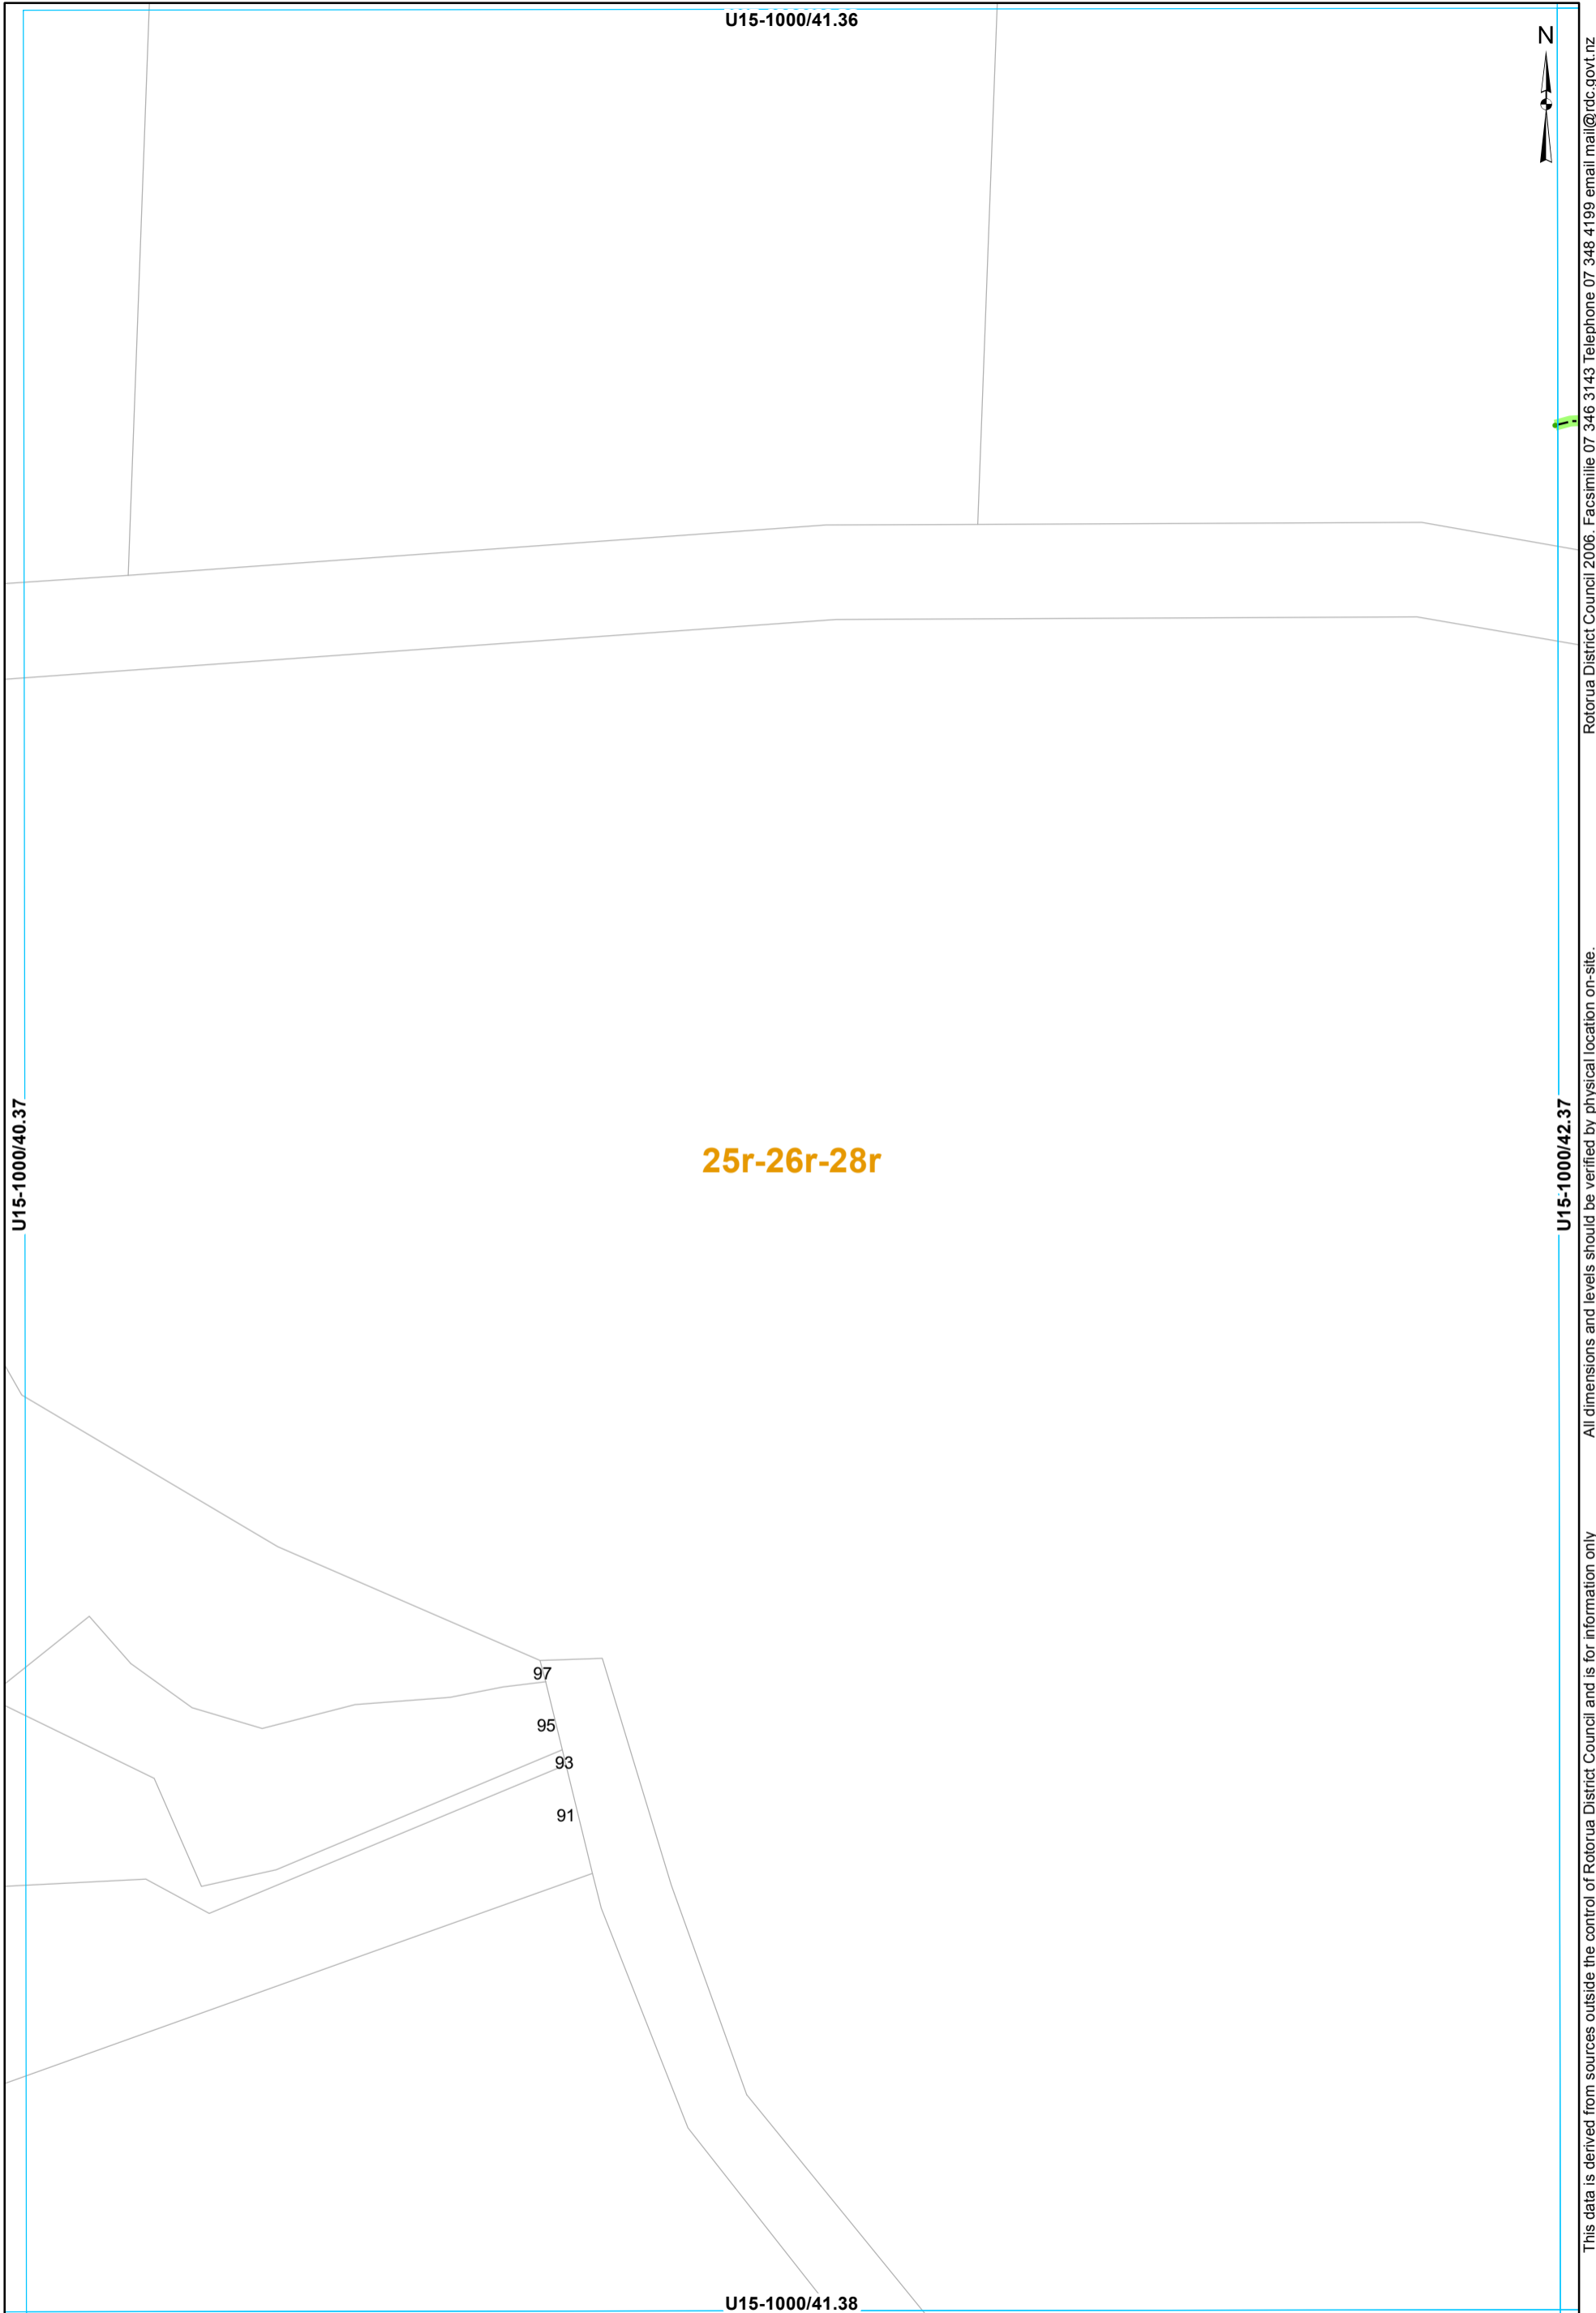 U15-1000/41.36
N
Rotorua District Council 2006. Facsimilie 07 346 3143 Telephone 07 348 4199 email mail@rdc.govt.nz
U15-1000/40.37
25r-26r-28r
U15-1000/42.37
All dimensions and levels should be verified by physical location on-site.
97
95
93
91
This data is derived from sources outside the control of Rotorua District Council and is for information only
U15-1000/41.38